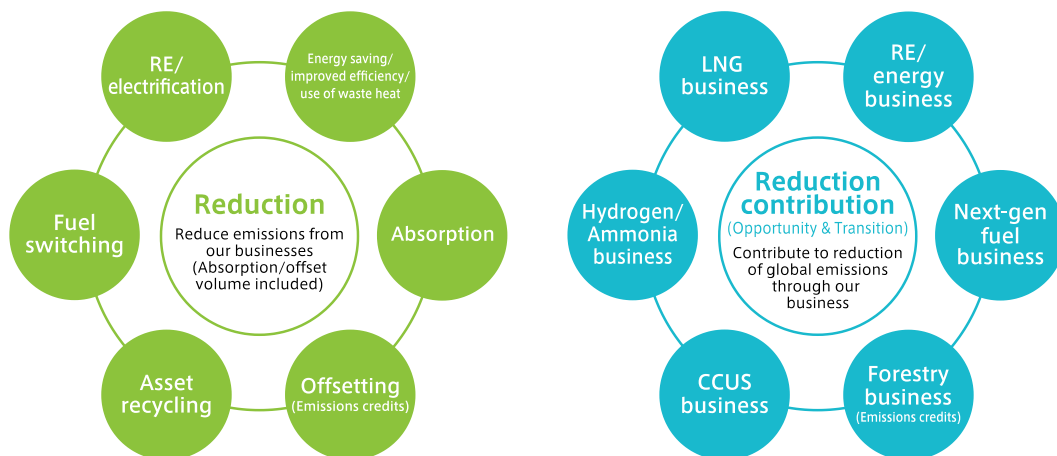 RE/
electrification
Energy saving/
improved efficiency/
use of waste heat
Fuel
switching
Reduction
Reduce emissions from
our businesses
(Absorption/offset
volume included)
Absorption
Asset
recycling
Offsetting
(Emissions credits)
LNG
business
RE/
energy
business
Hydrogen/
Ammonia
business
Reduction
contribution
(Opportunity & Transition)
Contribute to reduction
of global emissions
through our
business
Next-gen
fuel
business
CCUS
business
Forestry
business
(Emissions credits)